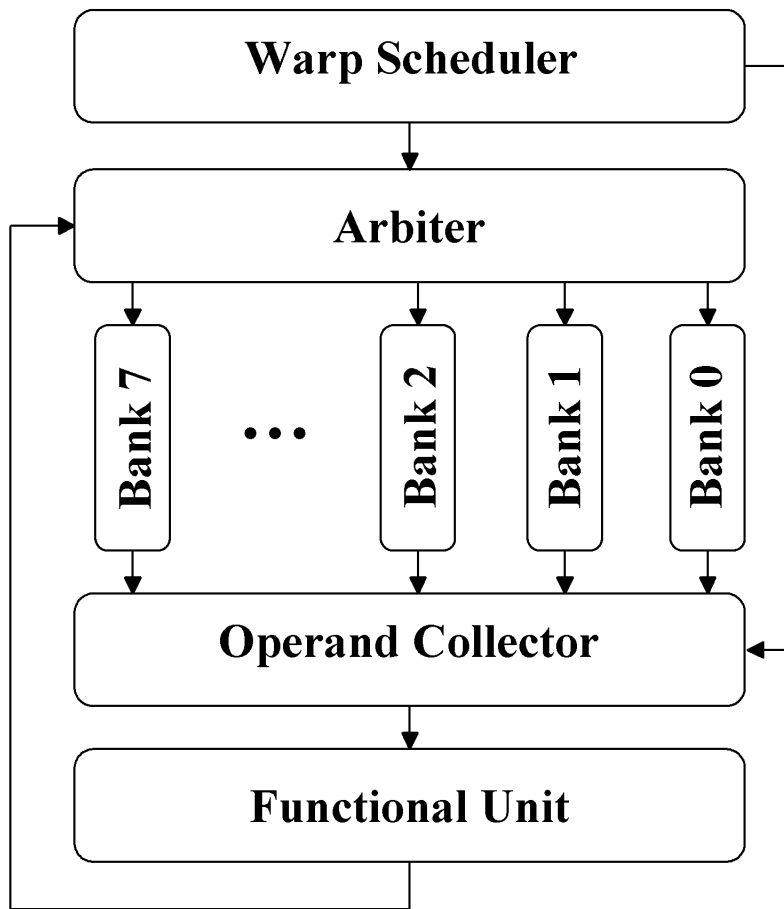 Warp Scheduler
Arbiter
Bank 7
...
Bank 2
Bank 1
Bank 0
Operand Collector
Functional Unit